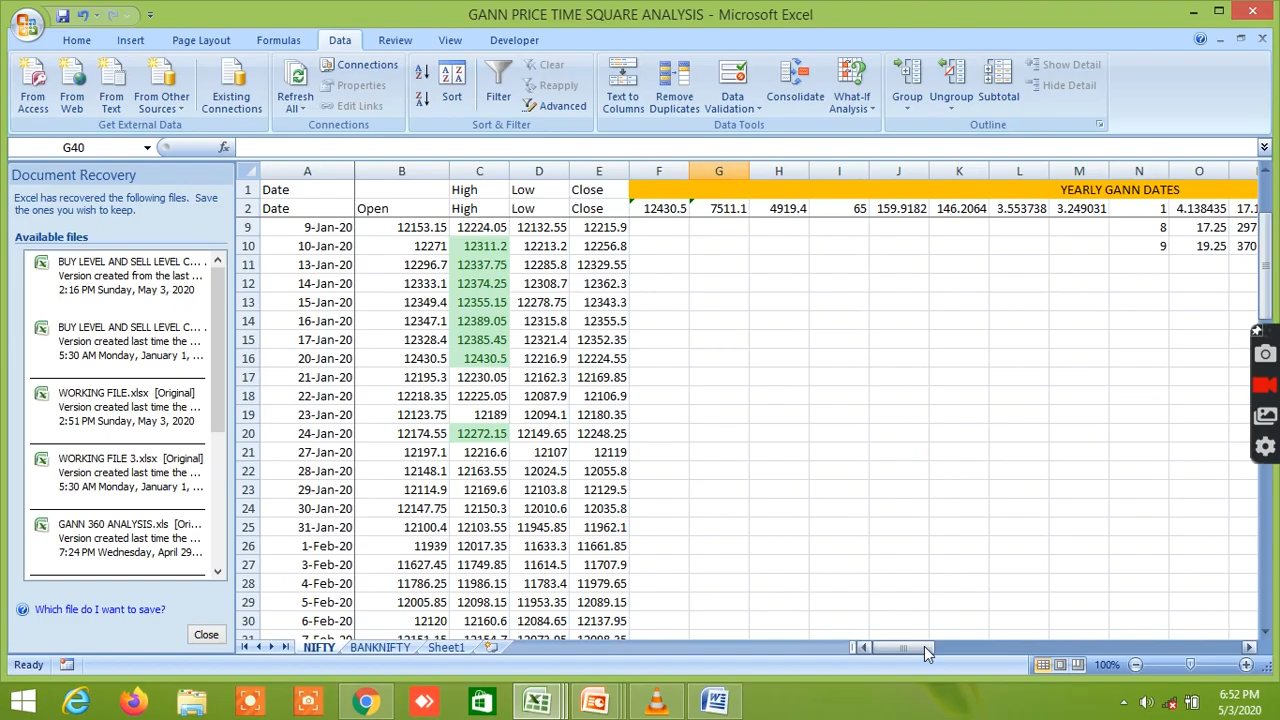 GANN PRICE TIME SQUARE ANALYSIS - Microsoft Excel
Home Insert Page Layout Formulas Data Review View Developer
From Access
From Web
From Text
From Other Sources
Existing Connections
Get External Data
Refresh All
Connections
Properties
Edit Links
Connections
Sort
Filter
Clear
Reapply
Advanced
Sort & Filter
Text to Columns
Remove Duplicates
Data Validation
Consolidate
What-If Analysis
Data Tools
Group
Ungroup
Subtotal
Show Detail
Hide Detail
Outline
G40 fx
Document Recovery
Excel has recovered the following files. Save
the ones you wish to keep.
Available files
BUY LEVEL AND SELL LEVEL C...
Version created from the last ...
2:16 PM Sunday, May 3, 2020
BUY LEVEL AND SELL LEVEL C...
Version created last time the ...
5:30 AM Monday, January 1, ...
WORKING FILE.xlsx [Original]
Version created last time the ...
2:51 PM Sunday, May 3, 2020
WORKING FILE 3.xlsx [Original]
Version created last time the ...
5:30 AM Monday, January 1, ...
GANN 360 ANALYSIS.xls [Ori...
Version created last time the ...
7:24 PM Wednesday, April 29...
Which file do I want to save?
Close
A B C D E F G H I J K L M N O
1 Date High Low Close YEARLY GANN DATES
2 Date Open High Low Close 12430.5 7511.1 4919.4 65 159.9182 146.2064 3.553738 3.249031 1 4.138435 17.1
9 9-Jan-20 12153.15 12224.05 12132.55 12215.9 8 17.25 297
10 10-Jan-20 12271 12311.2 12213.2 12256.8 9 19.25 370
11 13-Jan-20 12296.7 12337.75 12285.8 12329.55
12 14-Jan-20 12333.1 12374.25 12308.7 12362.3
13 15-Jan-20 12349.4 12355.15 12278.75 12343.3
14 16-Jan-20 12347.1 12389.05 12315.8 12355.5
15 17-Jan-20 12328.4 12385.45 12321.4 12352.35
16 20-Jan-20 12430.5 12430.5 12216.9 12224.55
17 21-Jan-20 12195.3 12230.05 12162.3 12169.85
18 22-Jan-20 12218.35 12225.05 12087.9 12106.9
19 23-Jan-20 12123.75 12189 12094.1 12180.35
20 24-Jan-20 12174.55 12272.15 12149.65 12248.25
21 27-Jan-20 12197.1 12216.6 12107 12119
22 28-Jan-20 12148.1 12163.55 12024.5 12055.8
23 29-Jan-20 12114.9 12169.6 12103.8 12129.5
24 30-Jan-20 12147.75 12150.3 12010.6 12035.8
25 31-Jan-20 12100.4 12103.55 11945.85 11962.1
26 1-Feb-20 11939 12017.35 11633.3 11661.85
27 3-Feb-20 11627.45 11749.85 11614.5 11707.9
28 4-Feb-20 11786.25 11986.15 11783.4 11979.65
29 5-Feb-20 12005.85 12098.15 11953.35 12089.15
30 6-Feb-20 12120 12160.6 12084.65 12137.95
NIFTY BANKNIFTY Sheet1
Ready 100%
6:52 PM
5/3/2020